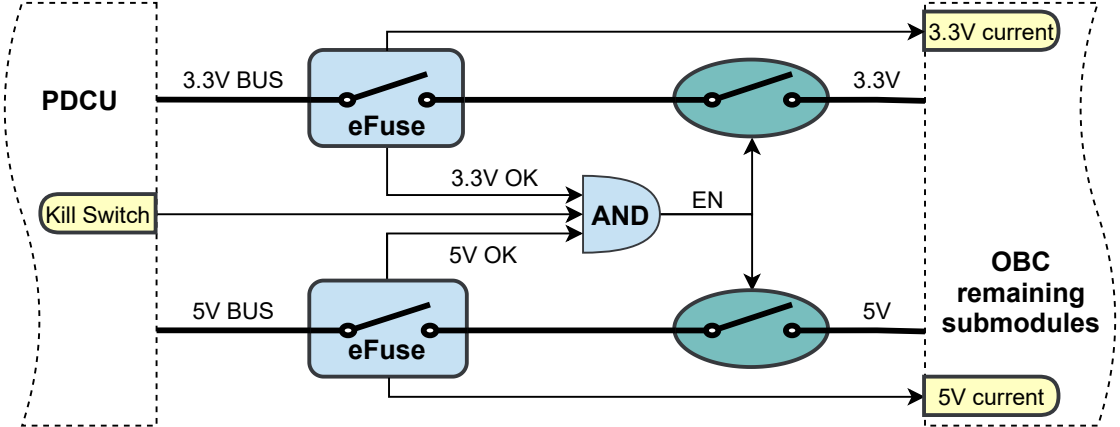 3.3V current
3.3V BUS
3.3V
PDCU
eFuse
3.3V OK
Kill Switch
AND
EN
5V OK
OBC
remaining
submodules
5V BUS
5V
eFuse
5V current